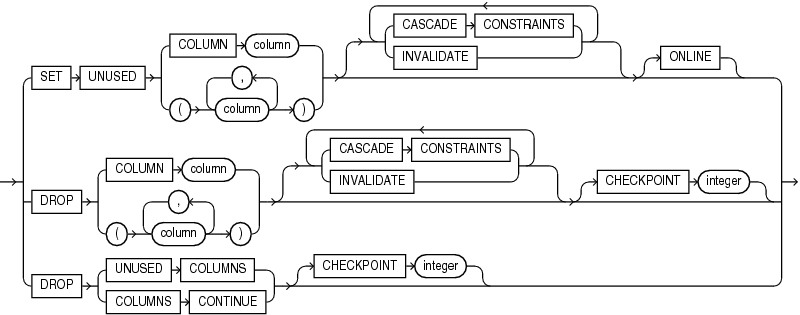 CASCADE CONSTRAINTS
COLUMN column
INVALIDATE ONLINE
SET UNUSED
,
( column )
CASCADE CONSTRAINTS
COLUMN column
INVALIDATE CHECKPOINT integer
DROP
,
( column )
UNUSED COLUMNS CHECKPOINT integer
DROP
COLUMNS CONTINUE